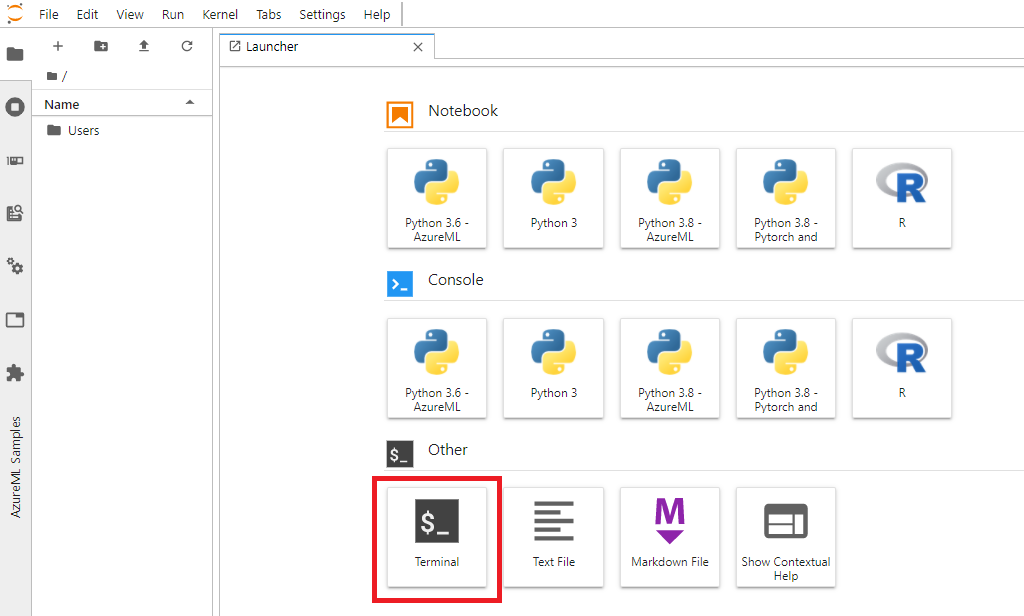 File Edit View Run Kernel Tabs Settings Help
Launcher
/
Name
Users
AzureML Samples
Notebook
Python 3.6 -
AzureML
Python 3
Python 3.8 -
AzureML
Python 3.8 -
Pytorch and
R
Console
Python 3.6 -
AzureML
Python 3
Python 3.8 -
AzureML
Python 3.8 -
Pytorch and
R
$_ Other
$_
Terminal
Text File
M
Markdown File
Show Contextual
Help